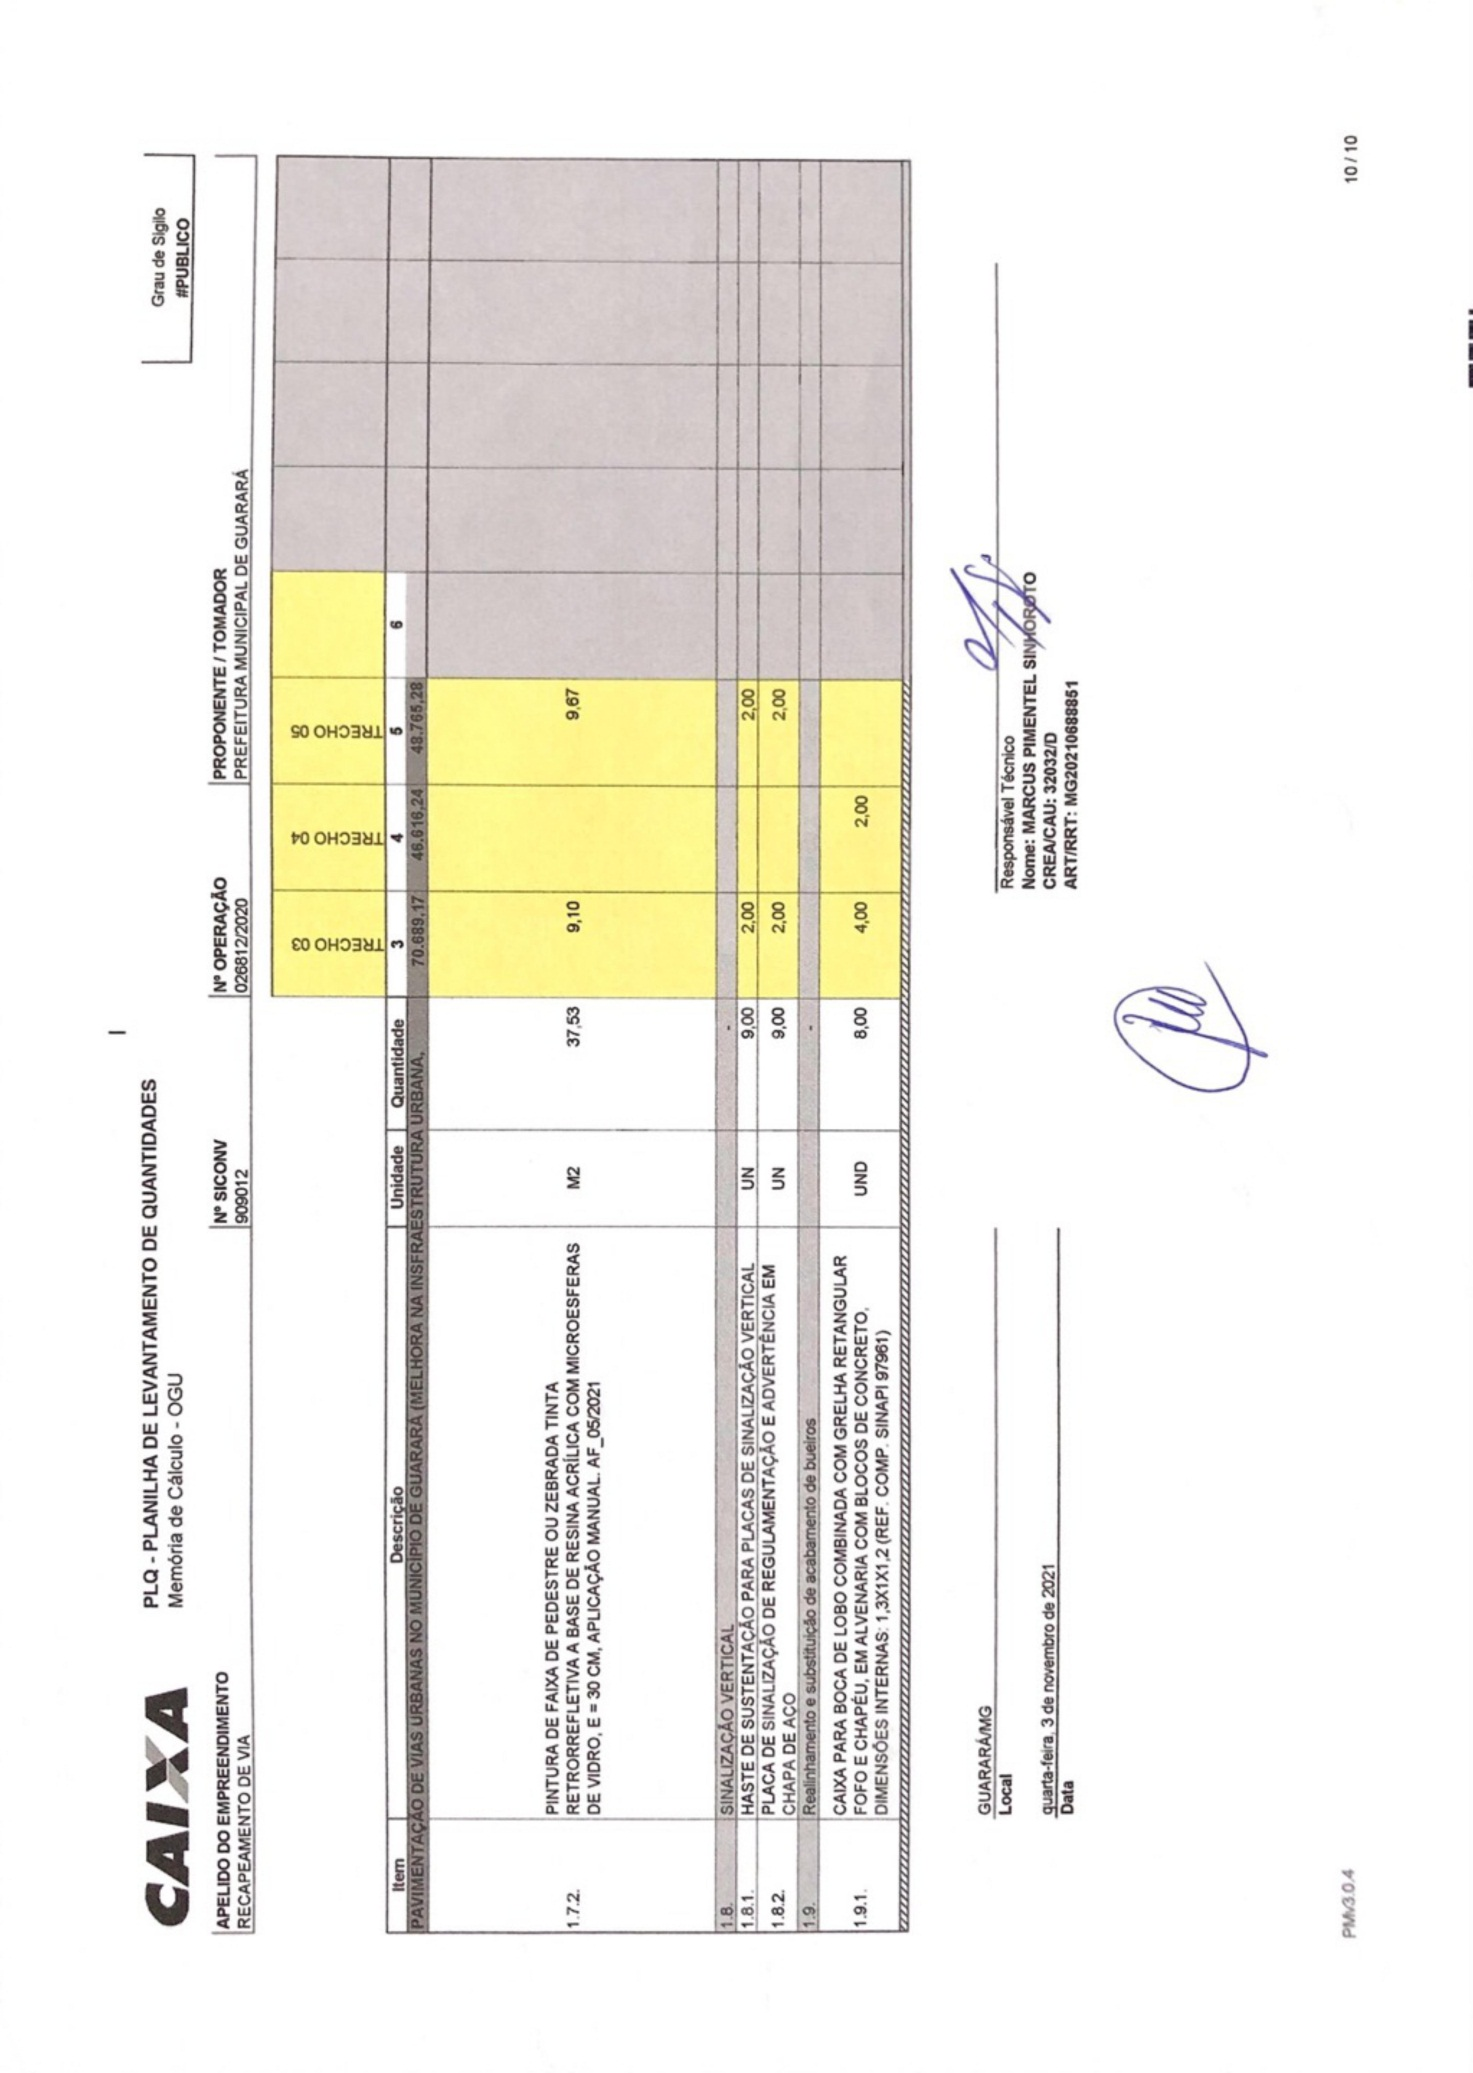 CAIXA
PLQ - PLANILHA DE LEVANTAMENTO DE QUANTIDADES
Memória de Cálculo - OGU
Grau de Sigilo
#PUBLICO
APELIDO DO EMPREENDIMENTO
RECAPEAMENTO DE VIA
Nº SICONV
909012
Nº OPERAÇÃO
026812/2020
PROPONENTE / TOMADOR
PREFEITURA MUNICIPAL DE GUARARÁ
TRECHO 03 TRECHO 04 TRECHO 05
Item Descrição Unidade Quantidade 3 4 5 6
PAVIMENTAÇÃO DE VIAS URBANAS NO MUNICÍPIO DE GUARARÁ (MELHORA NA INSFRAESTRUTURA URBANA, 70.689,17 46.616,24 48.765,28
PINTURA DE FAIXA DE PEDESTRE OU ZEBRADA TINTA
1.7.2. RETRORREFLETIVA A BASE DE RESINA ACRÍLICA COM MICROESFERAS M2 37,53 9,10 9,67
DE VIDRO, E = 30 CM, APLICAÇÃO MANUAL. AF_05/2021
1.8. SINALIZAÇÃO VERTICAL -
1.8.1. HASTE DE SUSTENTAÇÃO PARA PLACAS DE SINALIZAÇÃO VERTICAL UN 9,00 2,00 2,00
1.8.2. PLACA DE SINALIZAÇÃO DE REGULAMENTAÇÃO E ADVERTÊNCIA EM UN 9,00 2,00 2,00
CHAPA DE AÇO
1.9. Realinhamento e substituição de acabamento de bueiros -
CAIXA PARA BOCA DE LOBO COMBINADA COM GRELHA RETANGULAR
1.9.1. FOFO E CHAPÉU, EM ALVENARIA COM BLOCOS DE CONCRETO, UND 8,00 4,00 2,00
DIMENSÕES INTERNAS: 1,3X1X1,2 (REF. COMP. SINAPI 97961)
GUARARÁ/MG
Local
quarta-feira, 3 de novembro de 2021
Data
Responsável Técnico
Nome: MARCUS PIMENTEL SINHOROTO
CREA/CAU: 32032/D
ART/RRT: MG20210688851
PMv3.0.4
10 / 10